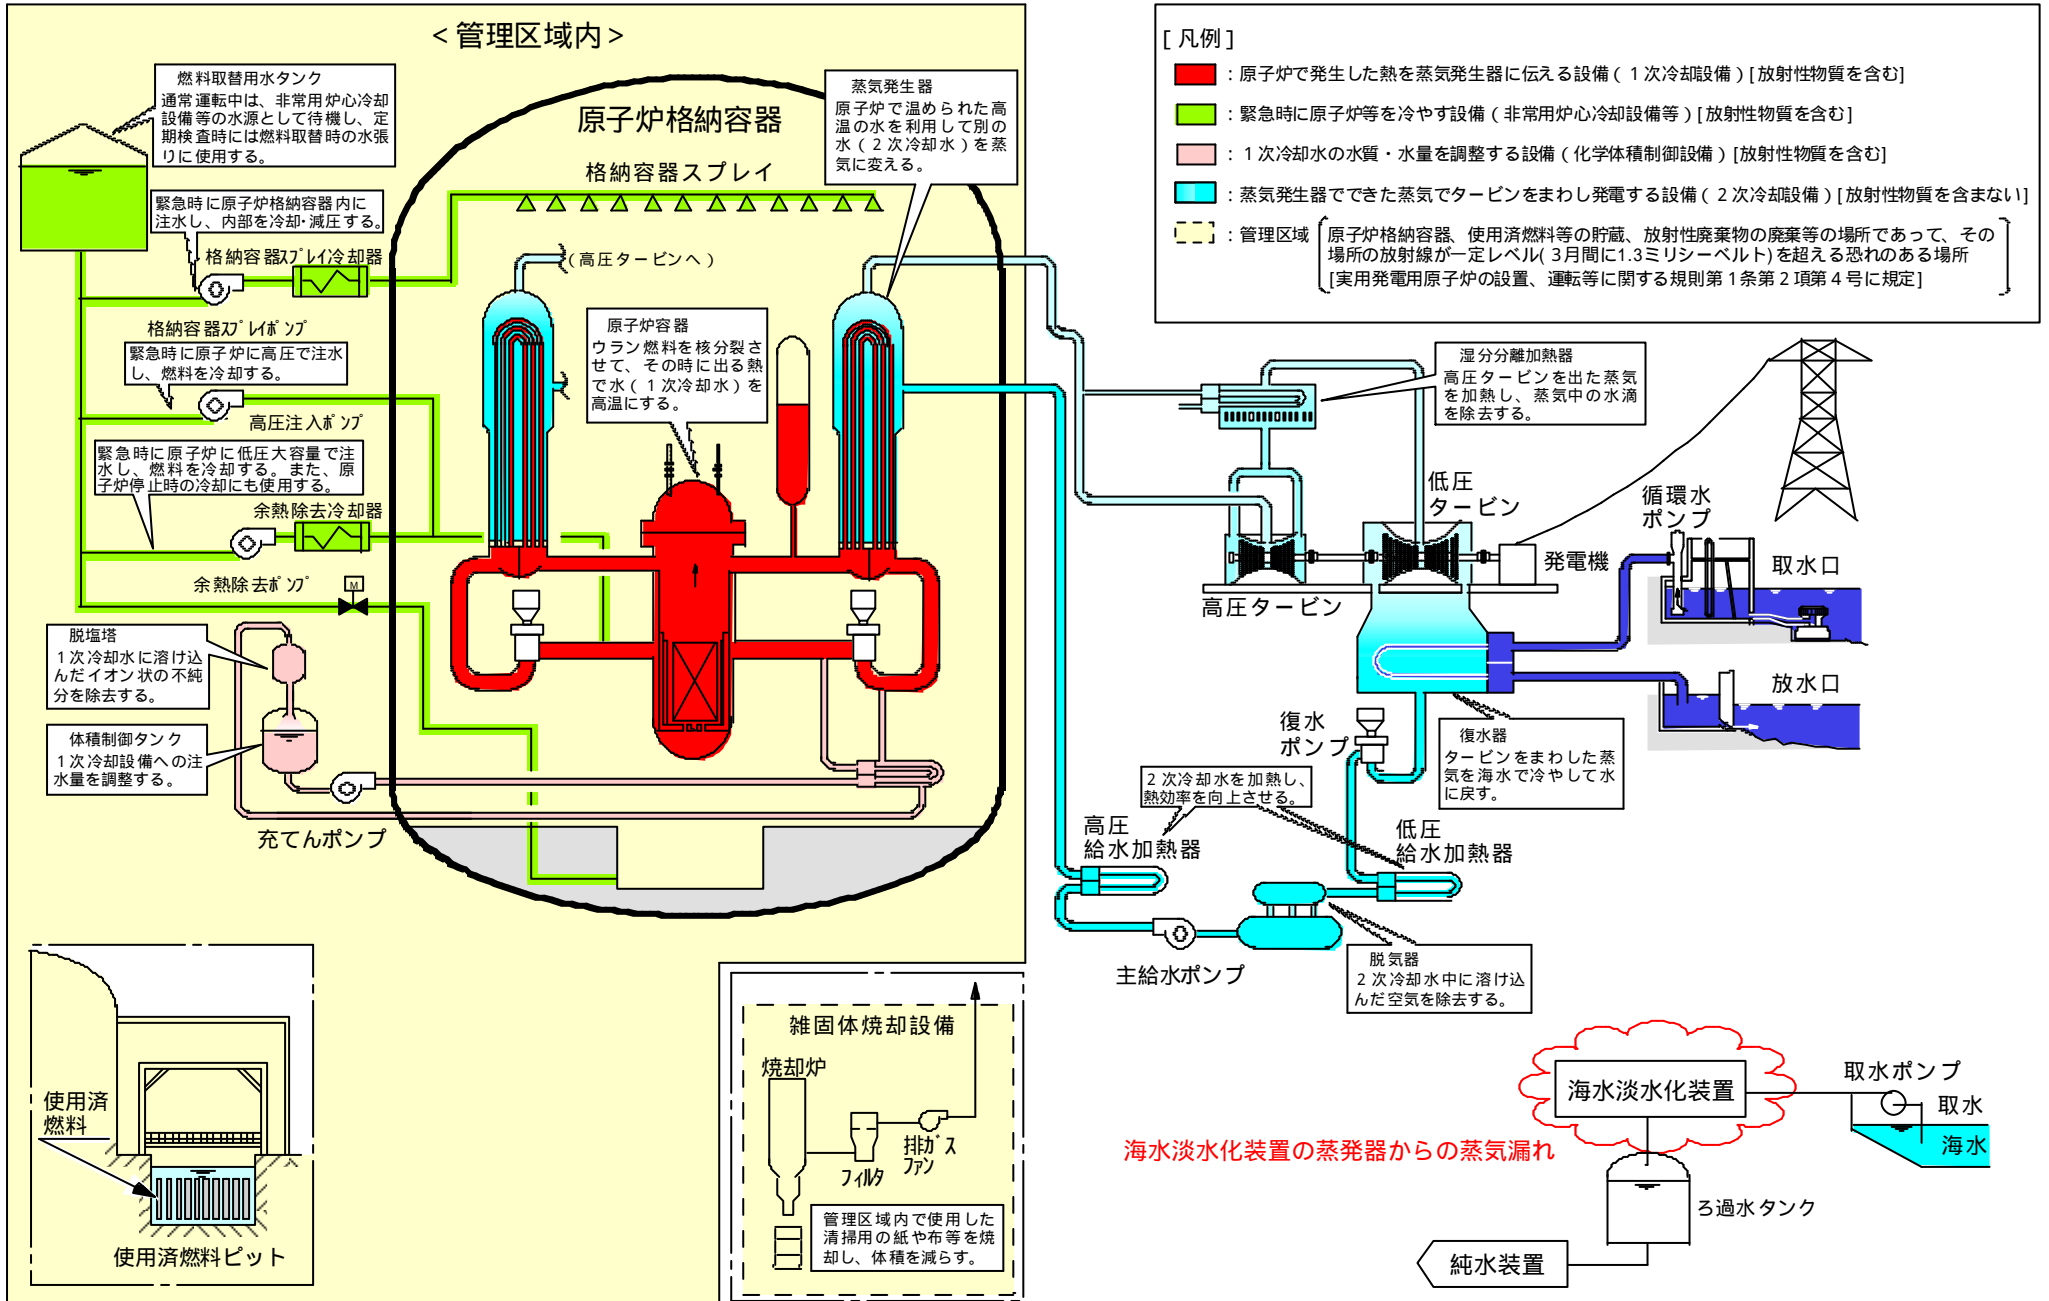 ＜管理区域内＞
燃料取替用水タンク
通常運転中は、非常用炉心冷却
設備等の水源として待機し、定
期検査時には燃料取替時の水張
りに使用する。
緊急時に原子炉格納容器内に
注水し、内部を冷却･減圧する。
格納容器ｽﾌﾟﾚｲ冷却器
格納容器ｽﾌﾟﾚｲﾎﾟﾝﾌﾟ
緊急時に原子炉に高圧で注水
し、燃料を冷却する。
高圧注入ﾎﾟﾝﾌﾟ
緊急時に原子炉に低圧大容量で注
水し、燃料を冷却する。また、原
子炉停止時の冷却にも使用する。
余熱除去冷却器
余熱除去ﾎﾟﾝﾌﾟ
M
脱塩塔
１次冷却水に溶け込
んだイオン状の不純
分を除去する。
体積制御タンク
１次冷却設備への注
水量を調整する。
充てんポンプ
原子炉格納容器
格納容器スプレイ
蒸気発生器
原子炉で温められた高
温の水を利用して別の
水（２次冷却水）を蒸
気に変える。
(高圧タービンへ）
原子炉容器
ウラン燃料を核分裂さ
せて、その時に出る熱
で水（１次冷却水）を
高温にする。
[ 凡例 ]
：原子炉で発生した熱を蒸気発生器に伝える設備（１次冷却設備）[放射性物質を含む]
：緊急時に原子炉等を冷やす設備（非常用炉心冷却設備等）[放射性物質を含む]
：１次冷却水の水質・水量を調整する設備（化学体積制御設備）[放射性物質を含む]
：蒸気発生器でできた蒸気でタービンをまわし発電する設備（２次冷却設備）[放射性物質を含まない]
：管理区域
原子炉格納容器、使用済燃料等の貯蔵、放射性廃棄物の廃棄等の場所であって、その
場所の放射線が一定レベル(３月間に1.3ミリシーベルト)を超える恐れのある場所
[実用発電用原子炉の設置、運転等に関する規則第１条第２項第４号に規定]
湿分分離加熱器
高圧タービンを出た蒸気
を加熱し、蒸気中の水滴
を除去する。
低圧
タービン
高圧タービン
発電機
循環水
ポンプ
取水口
放水口
復水
ポンプ
復水器
タービンをまわした蒸
気を海水で冷やして水
に戻す。
２次冷却水を加熱し、
熱効率を向上させる。
高圧
給水加熱器
低圧
給水加熱器
主給水ポンプ
脱気器
２次冷却水中に溶け込
んだ空気を除去する。
使用済
燃料
使用済燃料ピット
雑固体焼却設備
焼却炉
フィルタ
排ｶﾞｽ
ﾌｧﾝ
管理区域内で使用した
清掃用の紙や布等を焼
却し、体積を減らす。
海水淡水化装置
取水ポンプ
取水
海水
海水淡水化装置の蒸発器からの蒸気漏れ
ろ過水タンク
純水装置